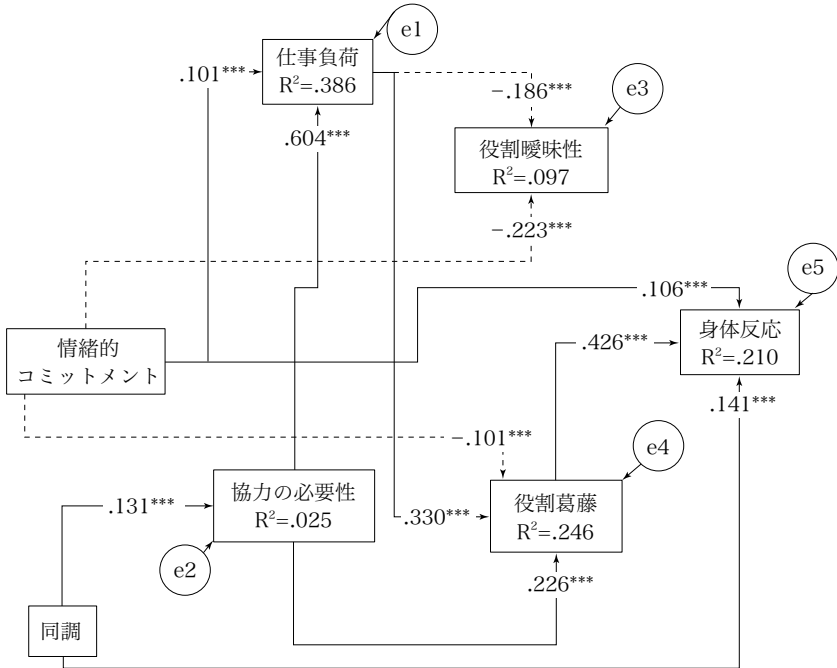 e1
仕事負荷
R²=.386
.101***
−.186***
e3
.604***
役割曖昧性
R²=.097
−.223***
e5
.106***
身体反応
R²=.210
情緒的
コミットメント
.426***
.141***
−.101***
e4
協力の必要性
R²=.025
.131***
役割葛藤
R²=.246
.330***
e2
.226***
同調